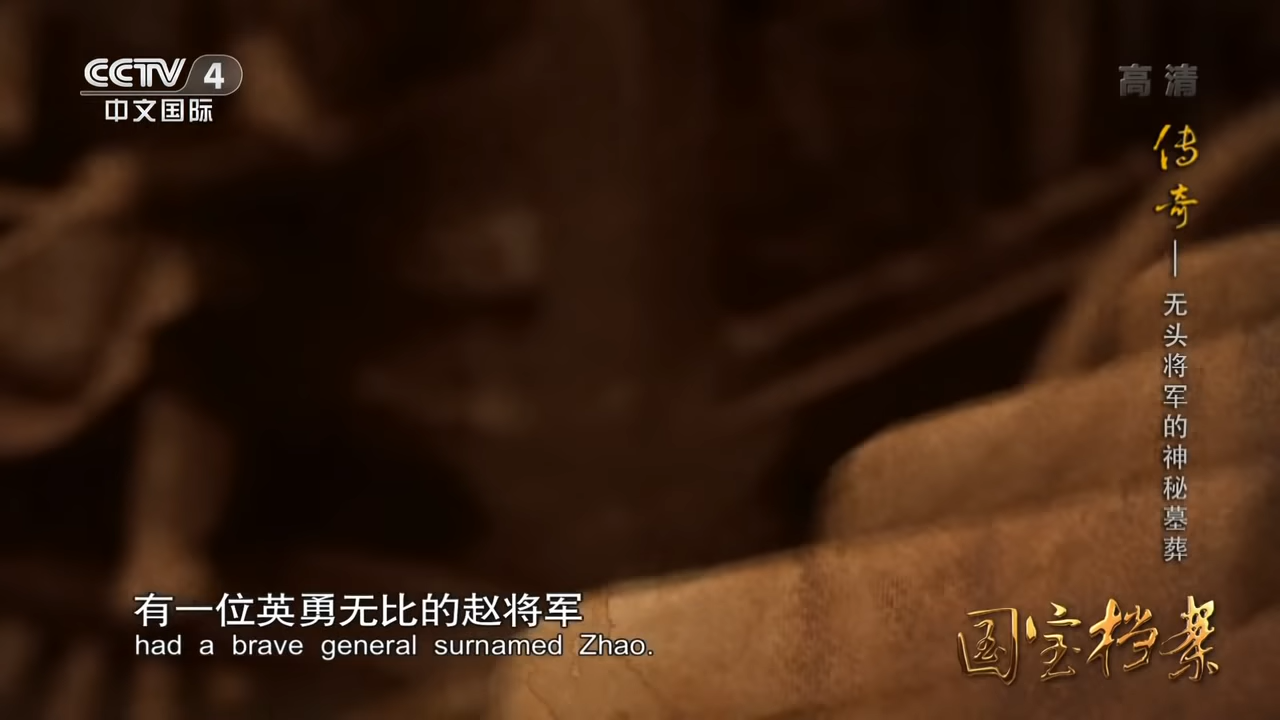 CCTV 4
中文国际
高清
传奇——无头将军的神秘墓葬
有一位英勇无比的赵将军
had a brave general surnamed Zhao.
国宝档案